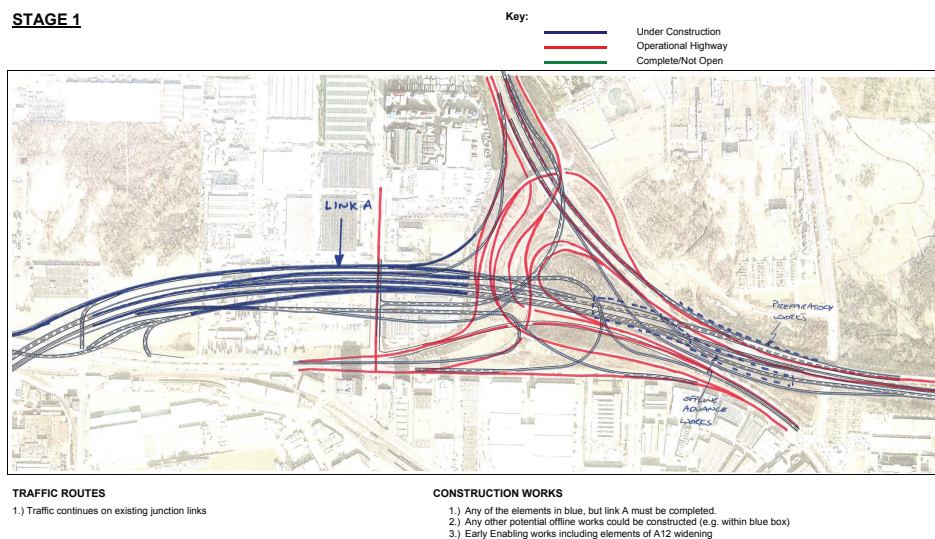 STAGE 1
Key:
Under Construction
Operational Highway
Complete/Not Open
LINK A
PREPARATORY
WORKS
OFFLINE
ADVANCE
WORKS
TRAFFIC ROUTES
1.) Traffic continues on existing junction links
CONSTRUCTION WORKS
1.) Any of the elements in blue, but link A must be completed.
2.) Any other potential offline works could be constructed (e.g. within blue box)
3.) Early Enabling works including elements of A12 widening